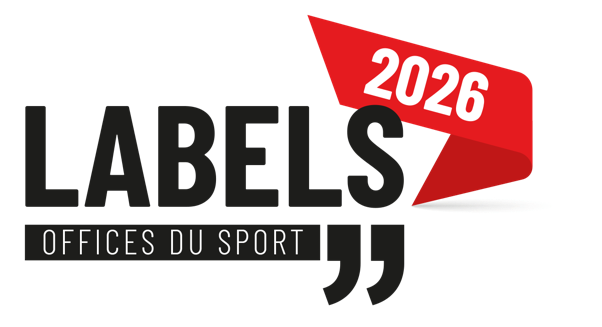 2026
LABELS
OFFICES DU SPORT
”